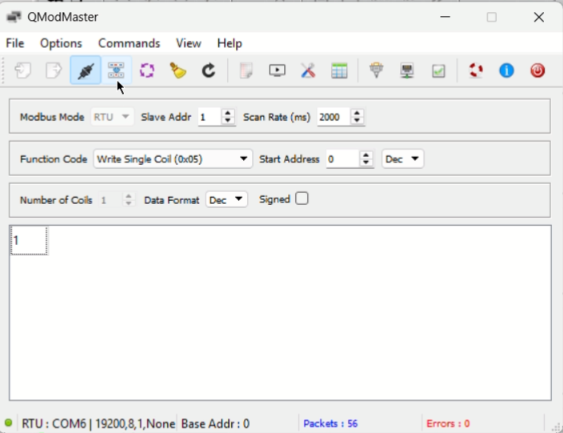 QModMaster
File Options Commands View Help
Modbus Mode RTU Slave Addr 1 Scan Rate (ms) 2000
Function Code Write Single Coil (0x05) Start Address 0 Dec
Number of Coils 1 Data Format Dec Signed
1
RTU : COM6 | 19200,8,1,None Base Addr : 0 Packets : 56 Errors : 0